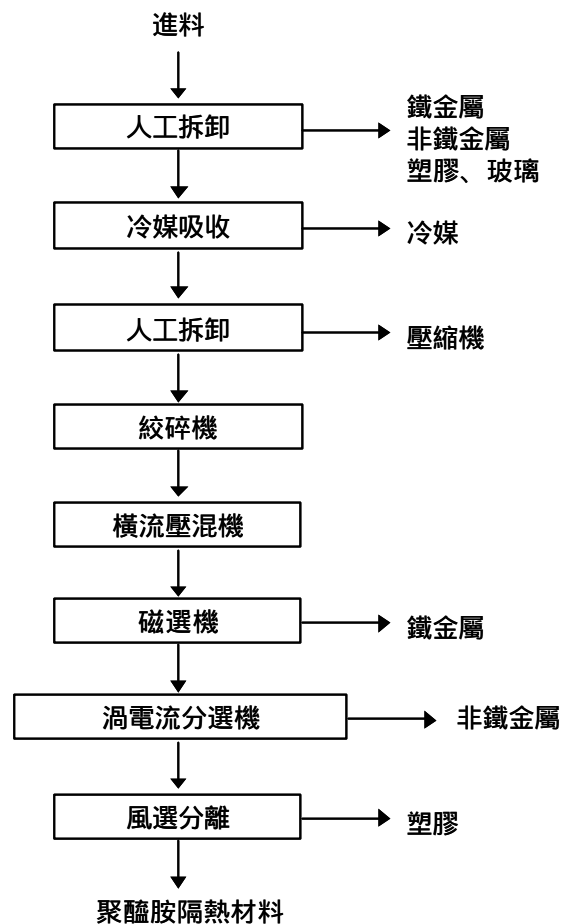 進料
人工拆卸
鐵金屬
非鐵金屬
塑膠、玻璃
冷媒吸收
冷媒
人工拆卸
壓縮機
絞碎機
橫流壓混機
磁選機
鐵金屬
渦電流分選機
非鐵金屬
風選分離
塑膠
聚醯胺隔熱材料